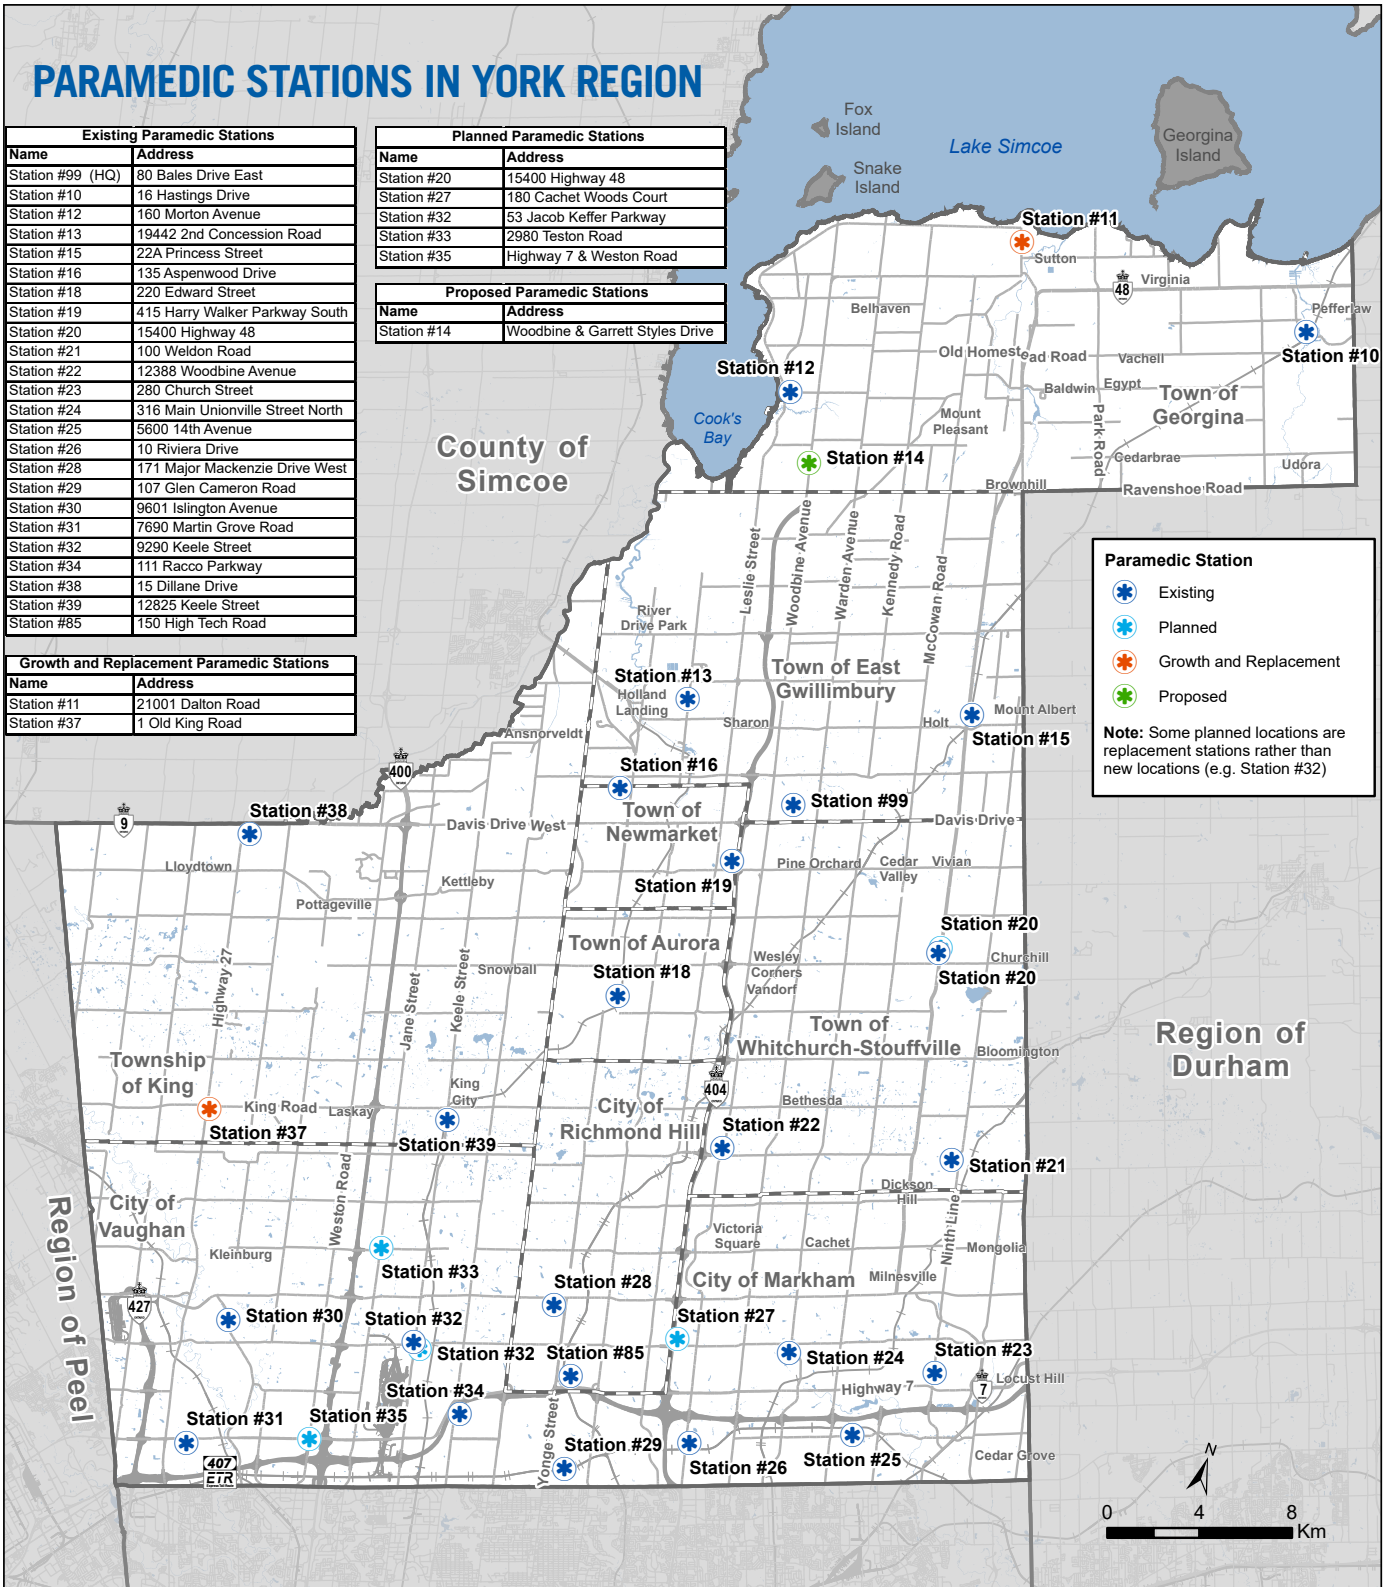 PARAMEDIC STATIONS IN YORK REGION
Existing Paramedic Stations
Name Address
Station #99 (HQ) 80 Bales Drive East
Station #10 16 Hastings Drive
Station #12 160 Morton Avenue
Station #13 19442 2nd Concession Road
Station #15 22A Princess Street
Station #16 135 Aspenwood Drive
Station #18 220 Edward Street
Station #19 415 Harry Walker Parkway South
Station #20 15400 Highway 48
Station #21 100 Weldon Road
Station #22 12388 Woodbine Avenue
Station #23 280 Church Street
Station #24 316 Main Unionville Street North
Station #25 5600 14th Avenue
Station #26 10 Riviera Drive
Station #28 171 Major Mackenzie Drive West
Station #29 107 Glen Cameron Road
Station #30 9601 Islington Avenue
Station #31 7690 Martin Grove Road
Station #32 9290 Keele Street
Station #34 111 Racco Parkway
Station #38 15 Dillane Drive
Station #39 12825 Keele Street
Station #85 150 High Tech Road
Growth and Replacement Paramedic Stations
Name Address
Station #11 21001 Dalton Road
Station #37 1 Old King Road
Planned Paramedic Stations
Name Address
Station #20 15400 Highway 48
Station #27 180 Cachet Woods Court
Station #32 53 Jacob Keffer Parkway
Station #33 2980 Teston Road
Station #35 Highway 7 & Weston Road
Proposed Paramedic Stations
Name Address
Station #14 Woodbine & Garrett Styles Drive
Fox
Island
Snake
Island
Lake Simcoe
Georgina
Island
Station #11
Sutton
48
Virginia
Belhaven
Pefferlaw
Station #10
Old Homestead Road
Vachell
Station #12
Baldwin
Egypt
Town of
Georgina
Cook's
Bay
Mount
Pleasant
Park Road
County of
Simcoe
Station #14
Cedarbrae
Udora
Brownhill
Ravenshoe Road
Leslie Street
Woodbine Avenue
Warden Avenue
Kennedy Road
McCowan Road
Paramedic Station
Existing
Planned
Growth and Replacement
Proposed
Note: Some planned locations are
replacement stations rather than
new locations (e.g. Station #32)
River
Drive Park
Station #13
Holland
Landing
Town of East
Gwillimbury
Sharon
Holt
Mount Albert
Station #15
Ansnorveldt
400
Station #16
Town of
Newmarket
Station #99
Davis Drive
9
Station #38
Davis Drive West
Lloydtown
Kettleby
Pottageville
Station #19
Pine Orchard
Cedar
Valley
Vivian
Station #20
Town of Aurora
Station #18
Snowball
Wesley
Corners
Vandorf
Churchill
Station #20
Highway 27
Jane Street
Keele Street
Town of
Whitchurch-Stouffville
Bloomington
Region of
Durham
Township
of King
King
City
404
Bethesda
King Road
Laskay
City of
Richmond Hill
Station #37
Station #39
Station #22
Station #21
Dickson
Hill
Region of Peel
City of
Vaughan
Weston Road
Kleinburg
Victoria
Square
Cachet
Ninth Line
Mongolia
Station #33
Station #28
City of Markham
Milnesville
427
Station #30
Station #32
Station #27
Station #32
Station #85
Station #24
Station #23
Station #34
Highway 7
7
Locust Hill
Station #31
Station #35
Yonge Street
Station #29
Station #26
Station #25
Cedar Grove
407
ETR
N
0 4 8
Km